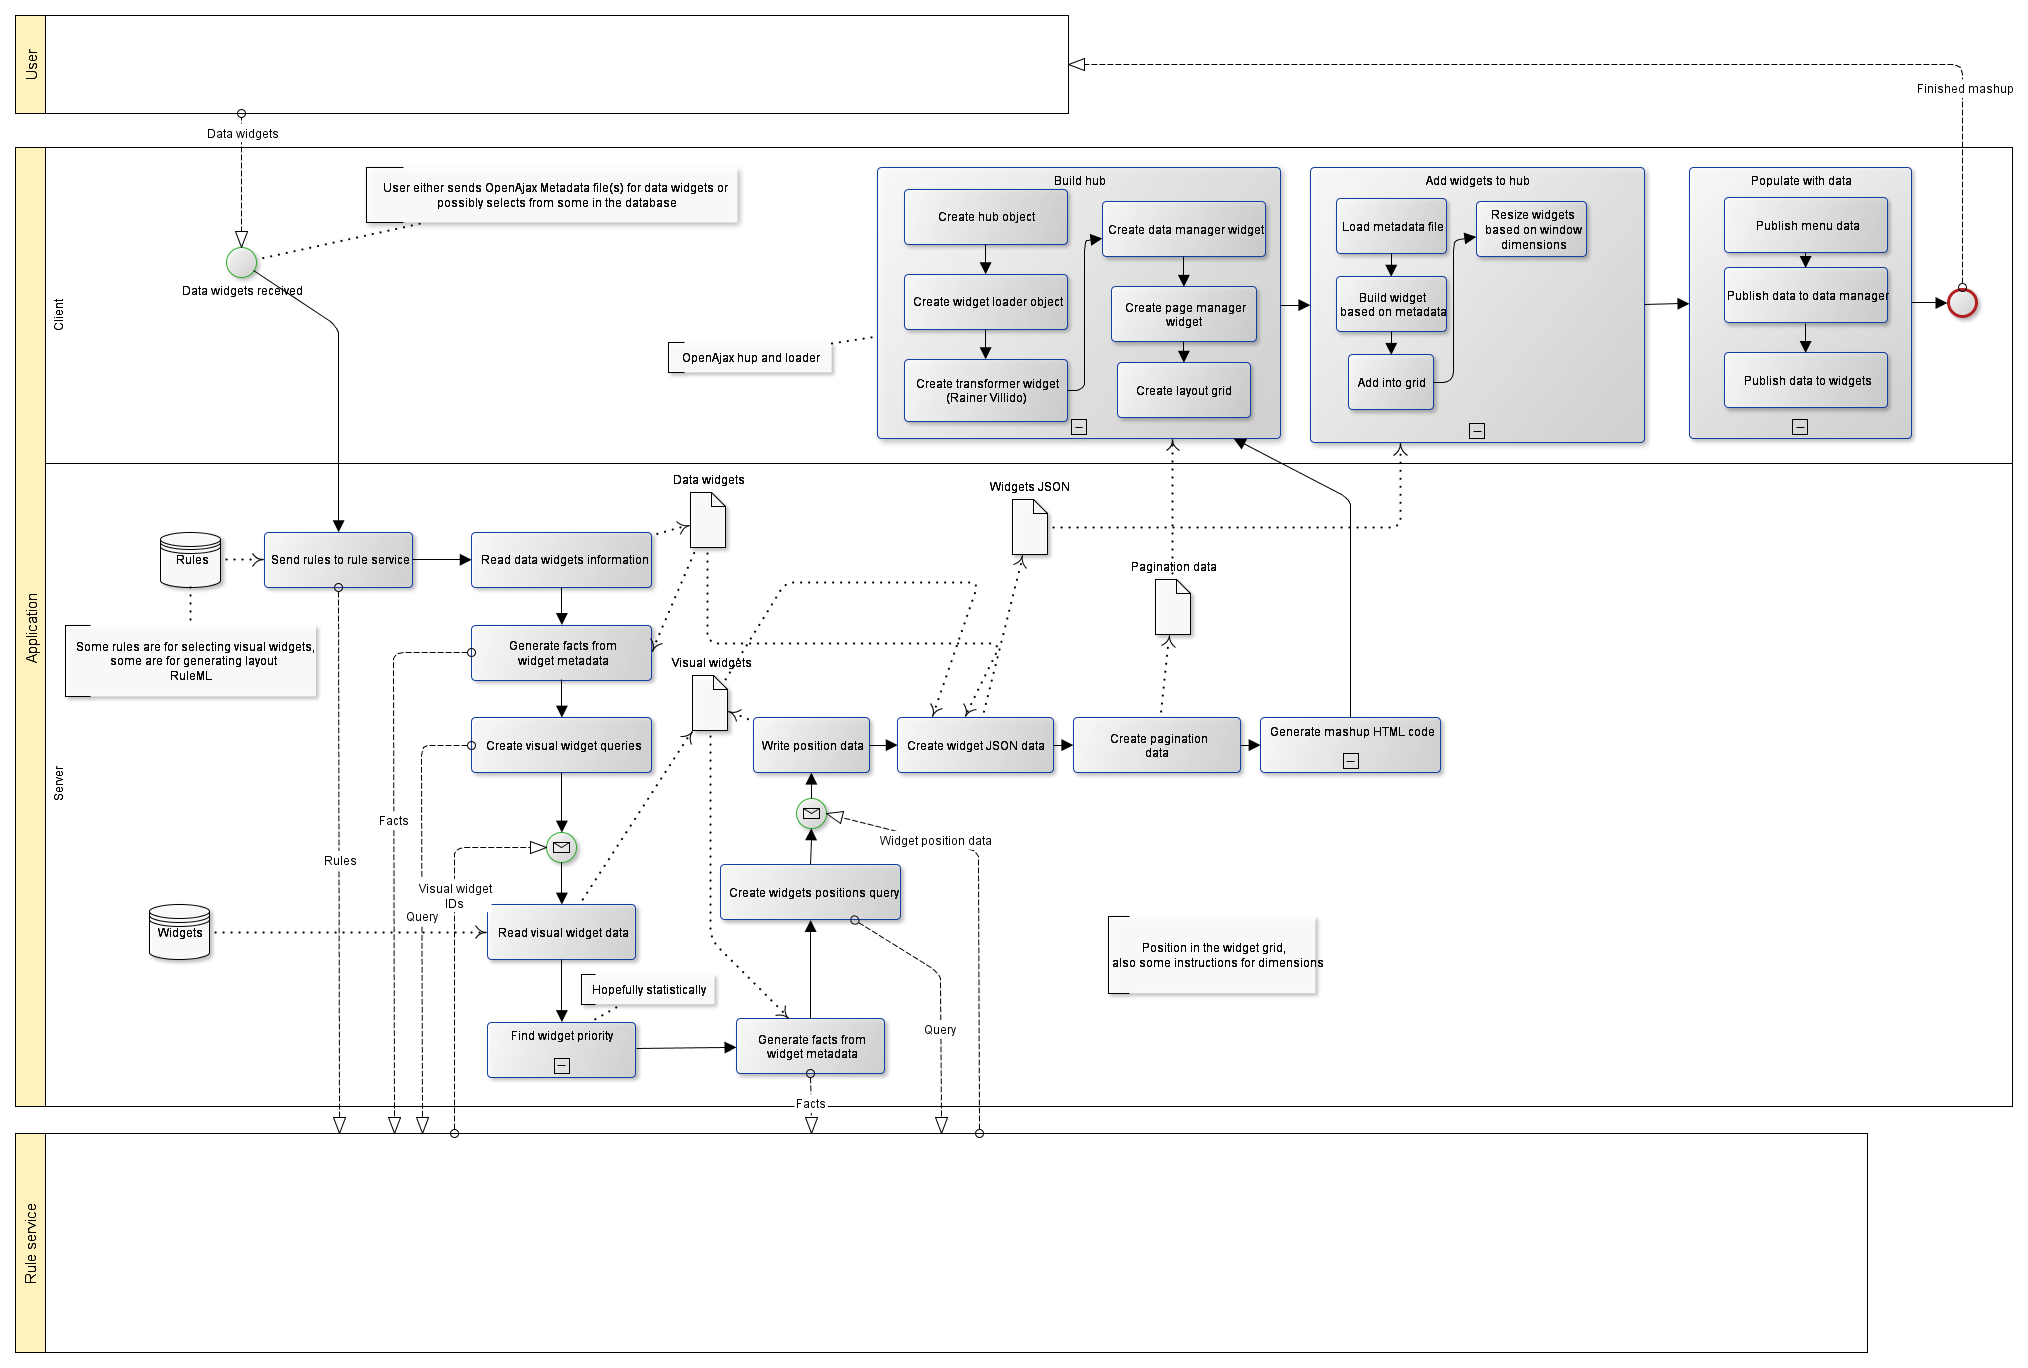 User
Finished mashup
Data widgets
Application
Client
User either sends OpenAjax Metadata file(s) for data widgets or
possibly selects from some in the database
Data widgets received
OpenAjax hup and loader
Build hub
Create hub object
Create widget loader object
Create transformer widget
(Rainer Villido)
Create data manager widget
Create page manager
widget
Create layout grid
Add widgets to hub
Load metadata file
Build widget
based on metadata
Add into grid
Resize widgets
based on window
dimensions
Populate with data
Publish menu data
Publish data to data manager
Publish data to widgets
Server
Data widgets
Widgets JSON
Rules
Send rules to rule service
Read data widgets information
Pagination data
Some rules are for selecting visual widgets,
some are for generating layout
RuleML
Generate facts from
widget metadata
Visual widgets
Create visual widget queries
Write position data
Create widget JSON data
Create pagination
data
Generate mashup HTML code
Facts
Rules
Widget position data
Visual widget
IDs
Query
Create widgets positions query
Widgets
Read visual widget data
Position in the widget grid,
also some instructions for dimensions
Hopefully statistically
Find widget priority
Generate facts from
widget metadata
Query
Facts
Rule service